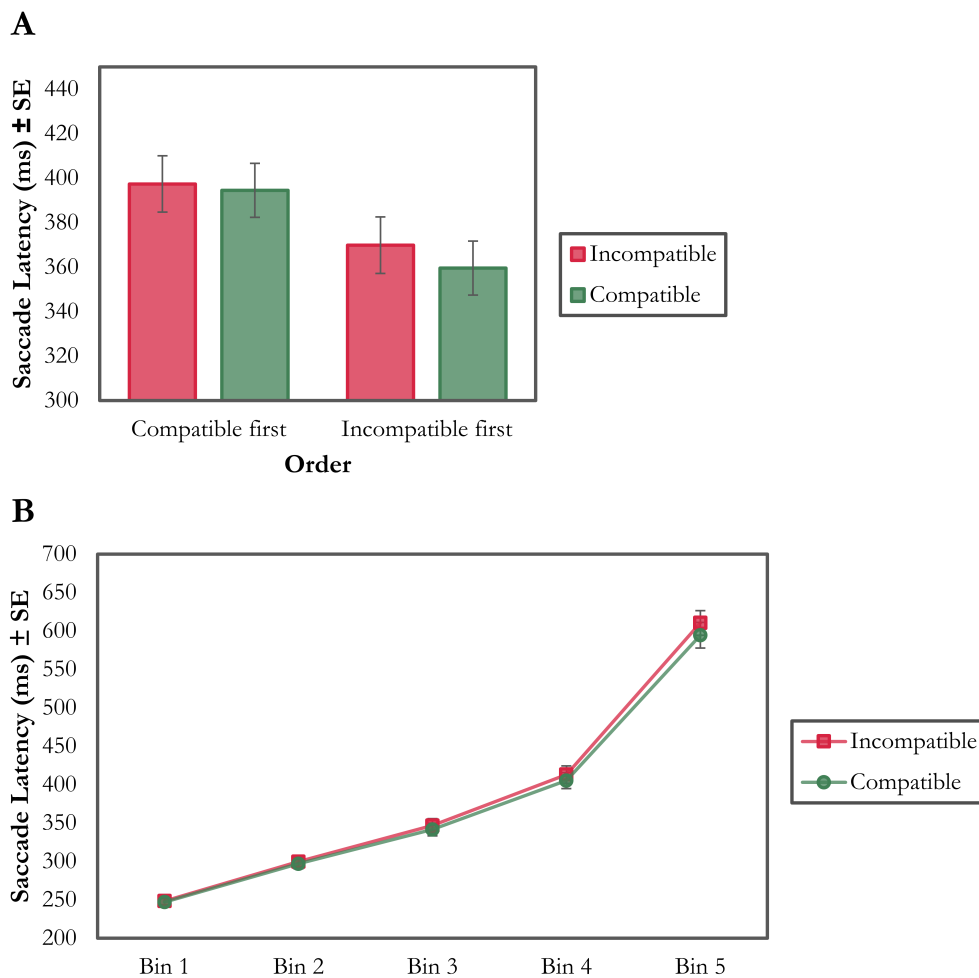 A
Saccade Latency (ms) ± SE
440
420
400
380
360
340
320
300
Compatible first
Incompatible first
Order
Incompatible
Compatible
B
Saccade Latency (ms) ± SE
700
650
600
550
500
450
400
350
300
250
200
Bin 1
Bin 2
Bin 3
Bin 4
Bin 5
Incompatible
Compatible